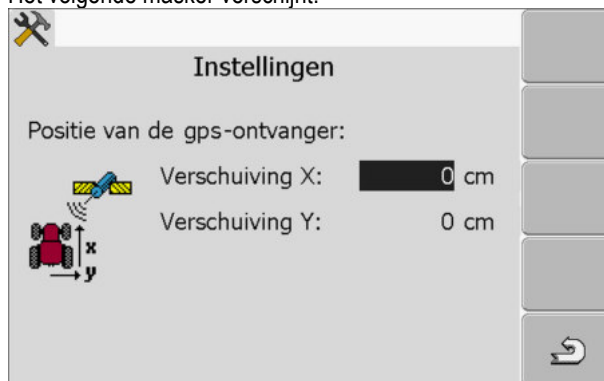 Het volgende masker verschijnt:
Instellingen
Positie van de gps-ontvanger:
Verschuiving X: 0 cm
Verschuiving Y: 0 cm
x
y